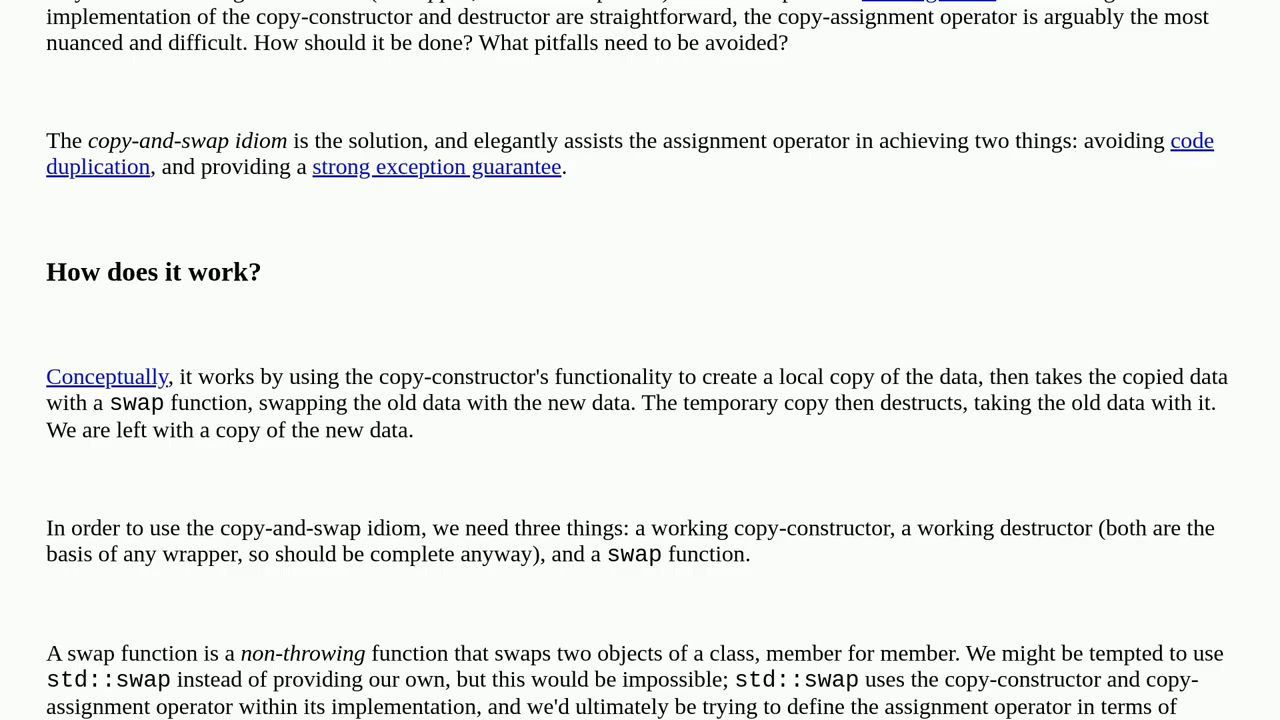 implementation of the copy-constructor and destructor are straightforward, the copy-assignment operator is arguably the most
nuanced and difficult. How should it be done? What pitfalls need to be avoided?
The copy-and-swap idiom is the solution, and elegantly assists the assignment operator in achieving two things: avoiding code
duplication, and providing a strong exception guarantee.
How does it work?
Conceptually, it works by using the copy-constructor's functionality to create a local copy of the data, then takes the copied data
with a swap function, swapping the old data with the new data. The temporary copy then destructs, taking the old data with it.
We are left with a copy of the new data.
In order to use the copy-and-swap idiom, we need three things: a working copy-constructor, a working destructor (both are the
basis of any wrapper, so should be complete anyway), and a swap function.
A swap function is a non-throwing function that swaps two objects of a class, member for member. We might be tempted to use
std::swap instead of providing our own, but this would be impossible; std::swap uses the copy-constructor and copy-
assignment operator within its implementation, and we'd ultimately be trying to define the assignment operator in terms of